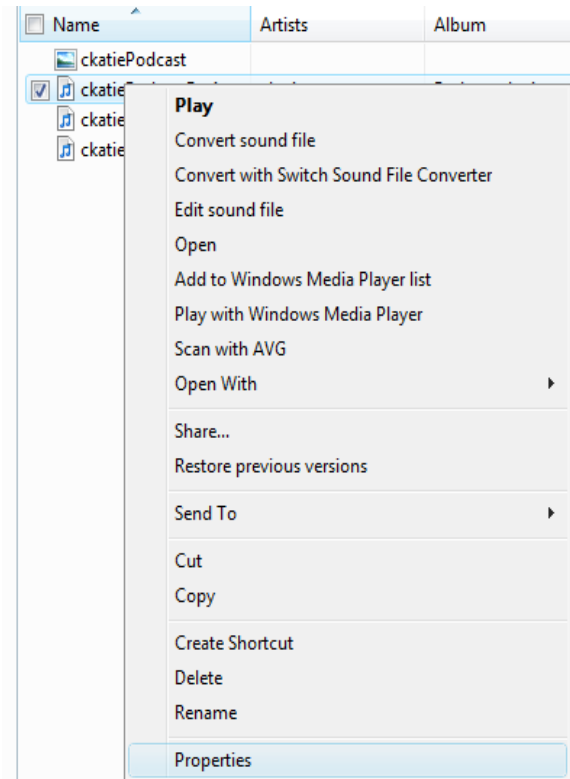 Name Artists Album
ckatiePodcast
ckatie
ckatie
ckatie
Play
Convert sound file
Convert with Switch Sound File Converter
Edit sound file
Open
Add to Windows Media Player list
Play with Windows Media Player
Scan with AVG
Open With
Share...
Restore previous versions
Send To
Cut
Copy
Create Shortcut
Delete
Rename
Properties